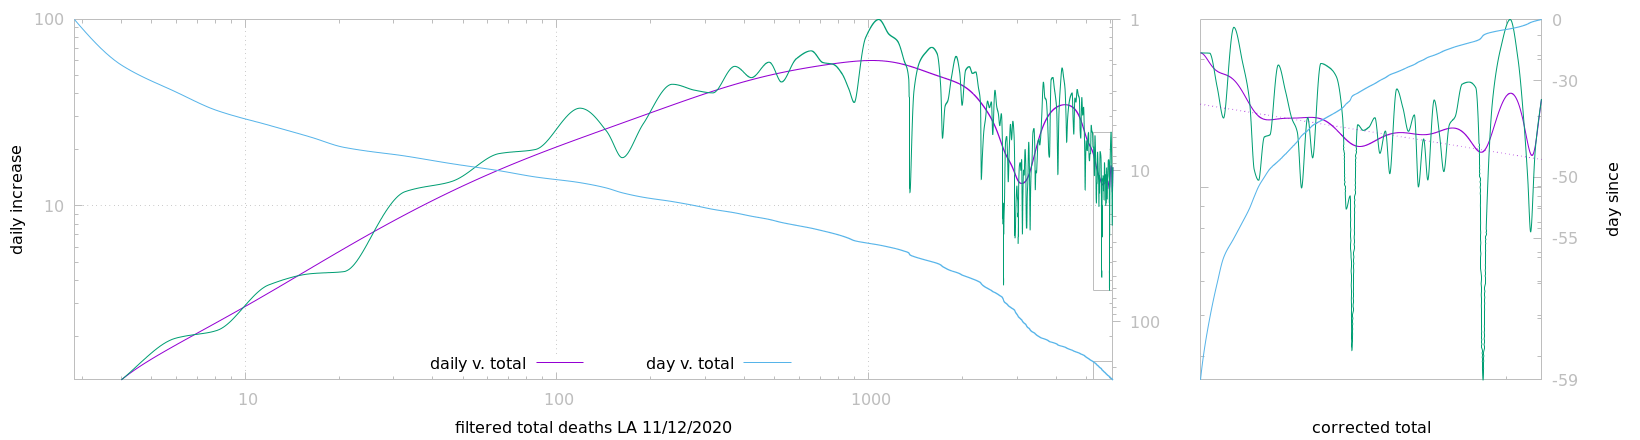 100
10
daily increase
daily v. total
day v. total
10
100
1000
filtered total deaths LA 11/12/2020
1
10
100
0
-30
-50
-55
-59
day since
corrected total